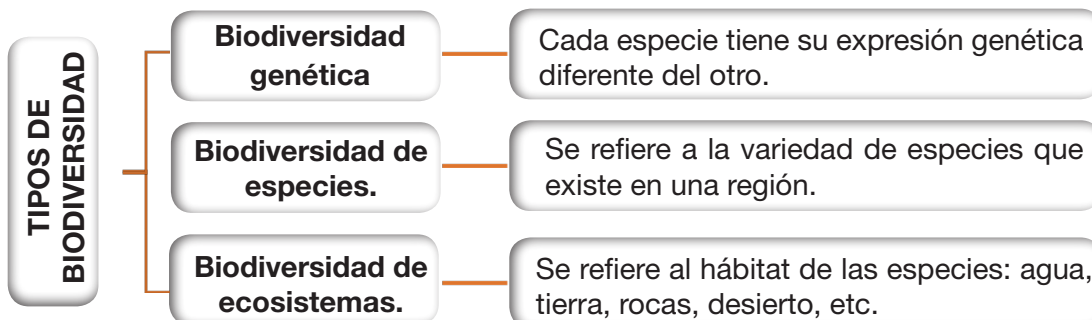 TIPOS DE
BIODIVERSIDAD
Biodiversidad
genética
Cada especie tiene su expresión genética
diferente del otro.
Biodiversidad de
especies.
Se refiere a la variedad de especies que
existe en una región.
Biodiversidad de
ecosistemas.
Se refiere al hábitat de las especies: agua,
tierra, rocas, desierto, etc.